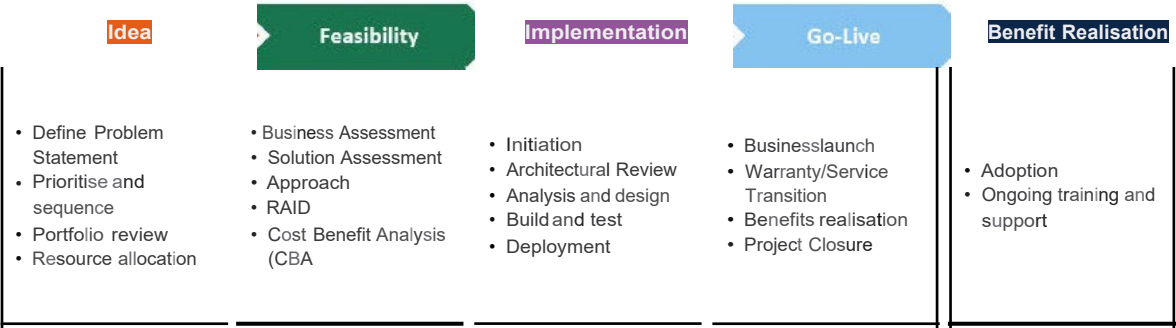 Idea
Feasibility
Implementation
Go-Live
Benefit Realisation
• Define Problem
Statement
• Prioritise and
sequence
• Portfolio review
• Resource allocation
• Business Assessment
• Solution Assessment
• Approach
• RAID
• Cost Benefit Analysis
(CBA
• Initiation
• Architectural Review
• Analysis and design
• Build and test
• Deployment
• Businesslaunch
• Warranty/Service
Transition
• Benefits realisation
• Project Closure
• Adoption
• Ongoing training and
support